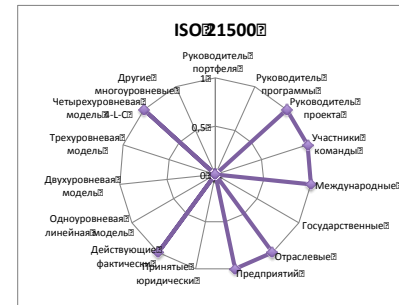 ISO 21500
Руководитель
портфеля
Руководитель
программы
Руководитель
проекта
Участники
команды
Международные
Государственные
Отраслевые
Предприятий
Принятые
юридически
Действующие
фактически
Одноуровневая
линейная модель
Двухуровневая
модель
Трехуровневая
модель
Четырехуровневая
модель 4-L-C
Другие
многоуровневые
1
0,5
0